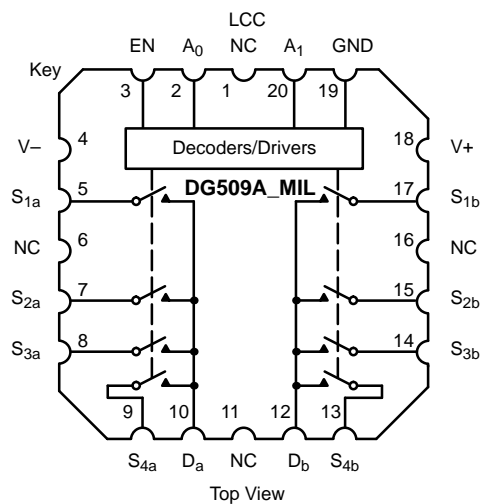 LCC
EN A0 NC A1 GND
Key
3 2 1 20 19
V– 4 Decoders/Drivers 18 V+
S1a 5 DG509A_MIL 17 S1b
NC 6 16 NC
S2a 7 15 S2b
S3a 8 14 S3b
9 10 11 12 13
S4a Da NC Db S4b
Top View